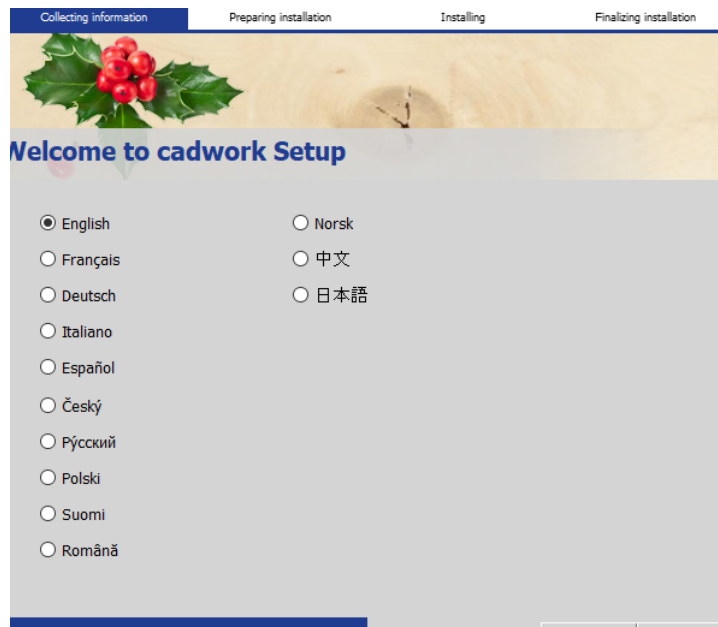 Collecting information Preparing installation Installing Finalizing installation
Welcome to cadwork Setup
English
Français
Deutsch
Italiano
Español
Český
Рýсский
Polski
Suomi
Română
Norsk
中文
日本語